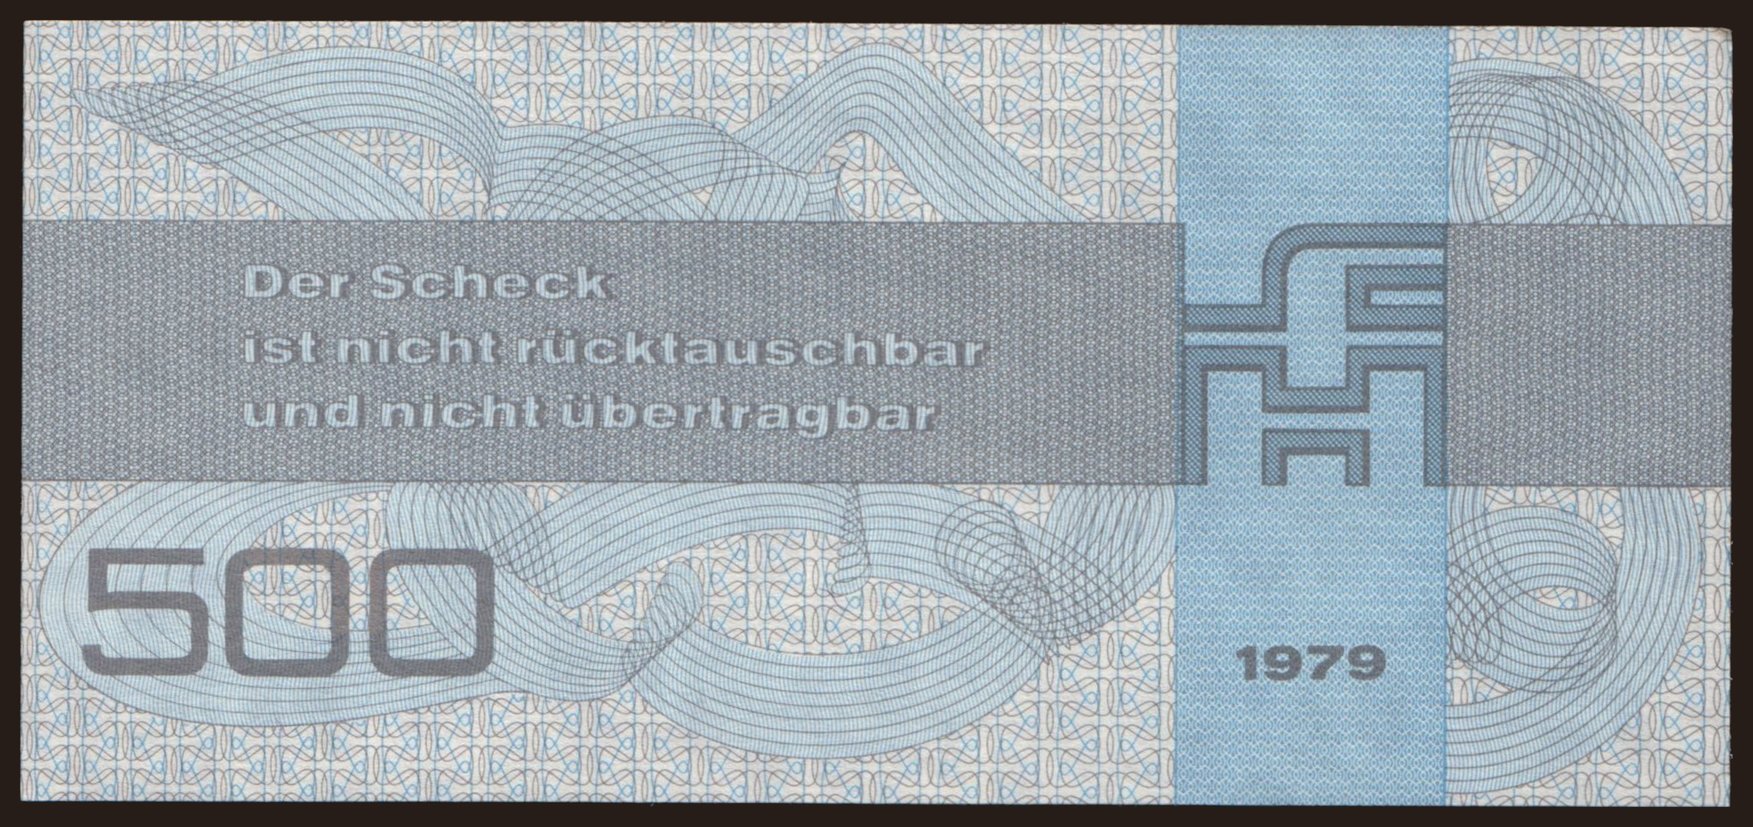 Der Scheck
ist nicht rücktauschbar
und nicht übertragbar
500
1979